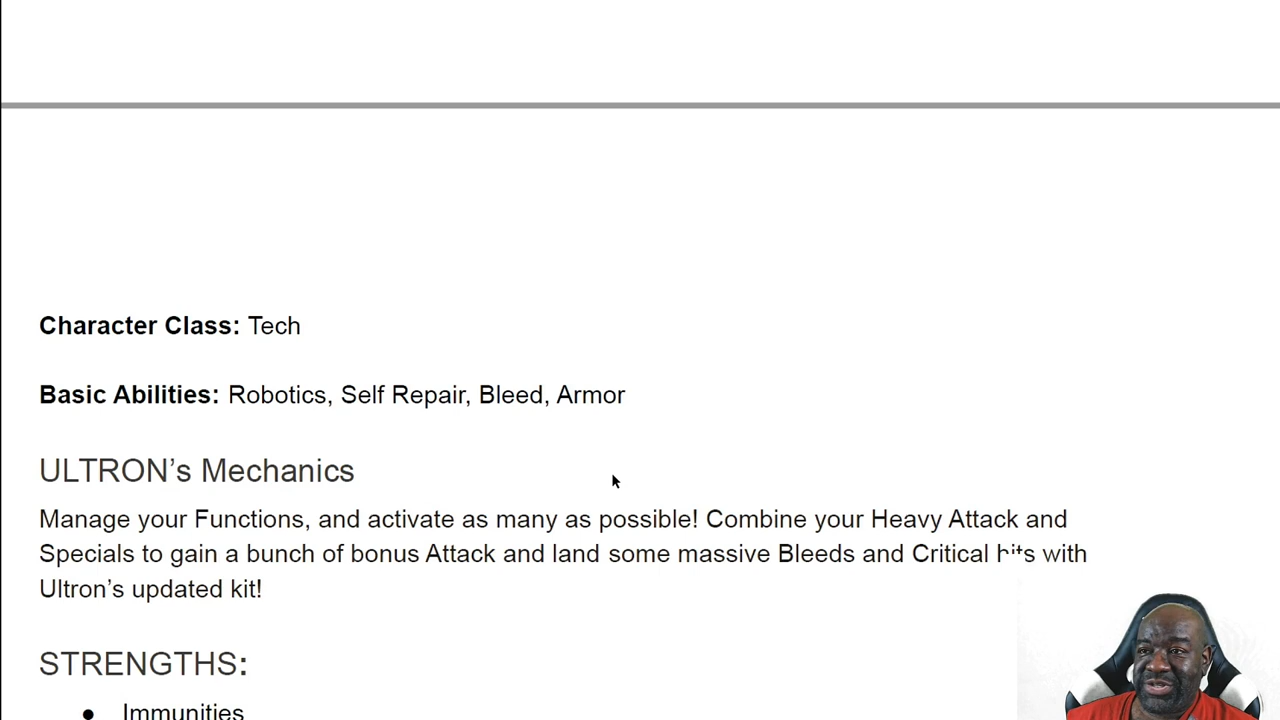 Character Class: Tech
Basic Abilities: Robotics, Self Repair, Bleed, Armor
ULTRON’s Mechanics
Manage your Functions, and activate as many as possible! Combine your Heavy Attack and
Specials to gain a bunch of bonus Attack and land some massive Bleeds and Critical hits with
Ultron’s updated kit!
STRENGTHS:
● Immunities